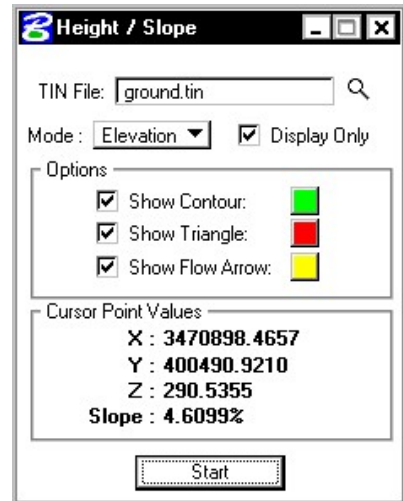 Height / Slope
TIN File: ground.tin
Mode : Elevation Display Only
Options
Show Contour:
Show Triangle:
Show Flow Arrow:
Cursor Point Values
X : 3470898.4657
Y : 400490.9210
Z : 290.5355
Slope : 4.6099%
Start